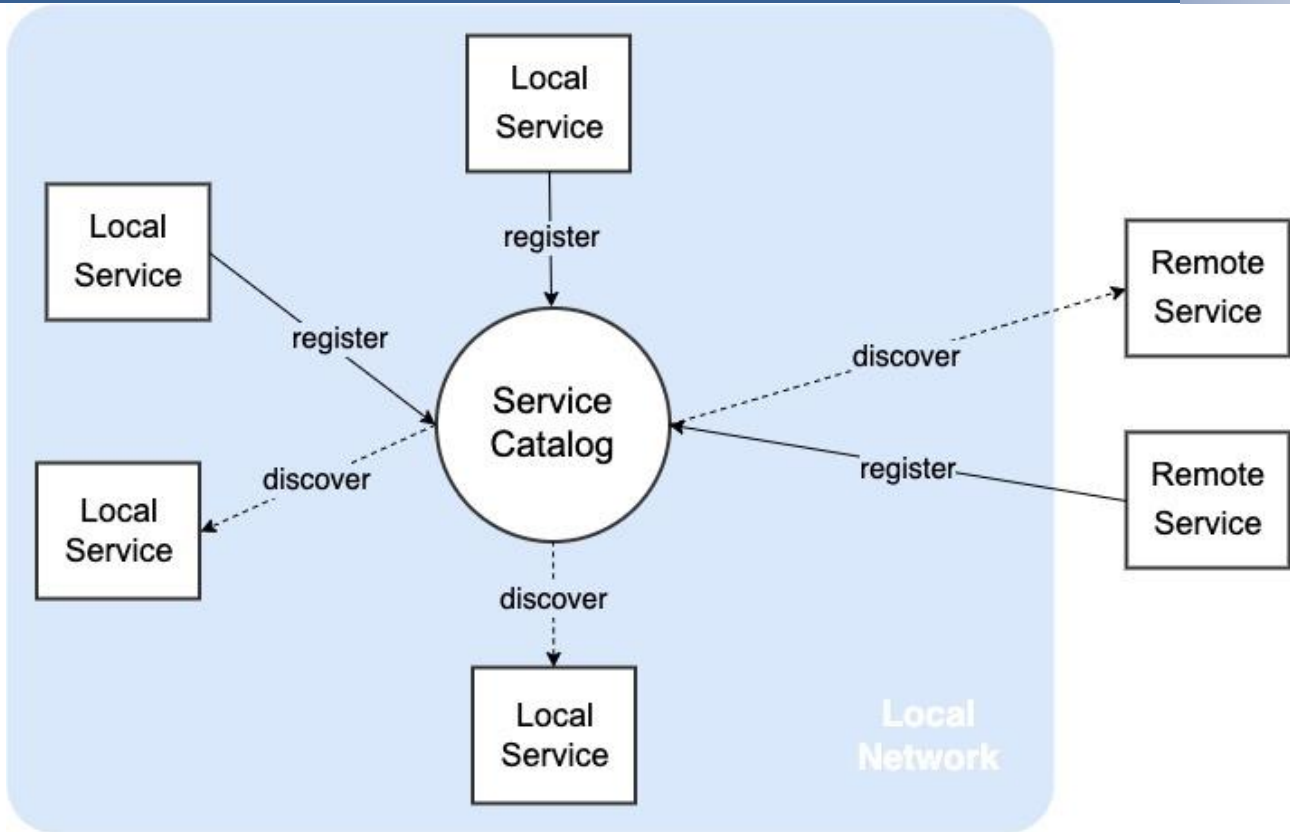 Local
Service
register
Local
Service
register
Service
Catalog
discover
Local
Service
discover
Local
Service
discover
Remote
Service
register
Remote
Service
Local
Network